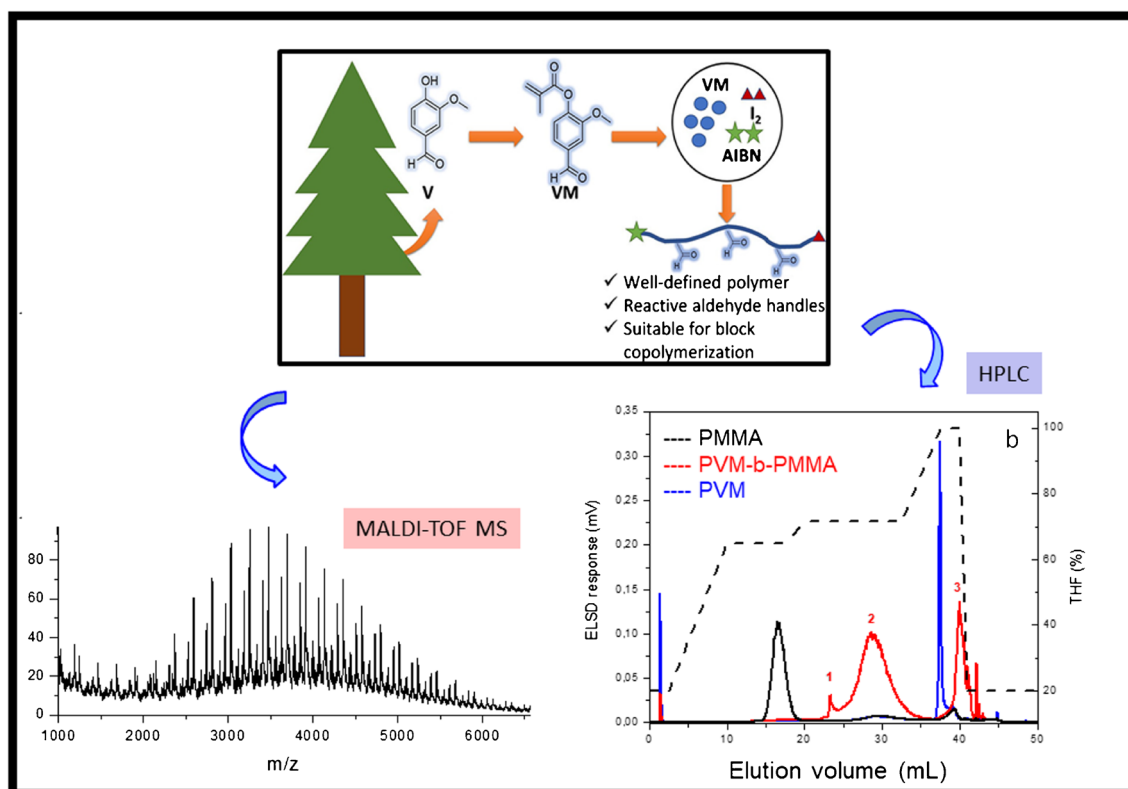 OH
O
H
O
V
O
O
O
H
O
VM
VM
I2
AIBN
H
O
H
O
H
O
✓ Well-defined polymer
✓ Reactive aldehyde handles
✓ Suitable for block
copolymerization
HPLC
MALDI-TOF MS
80
60
40
20
0
1000 2000 3000 4000 5000 6000
m/z
b
PMMA
PVM-b-PMMA
PVM
1
2
3
0,35
0,30
0,25
0,20
0,15
0,10
0,05
0,00
ELSD response (mV)
100
80
60
40
20
THF (%)
0 10 20 30 40 50
Elution volume (mL)